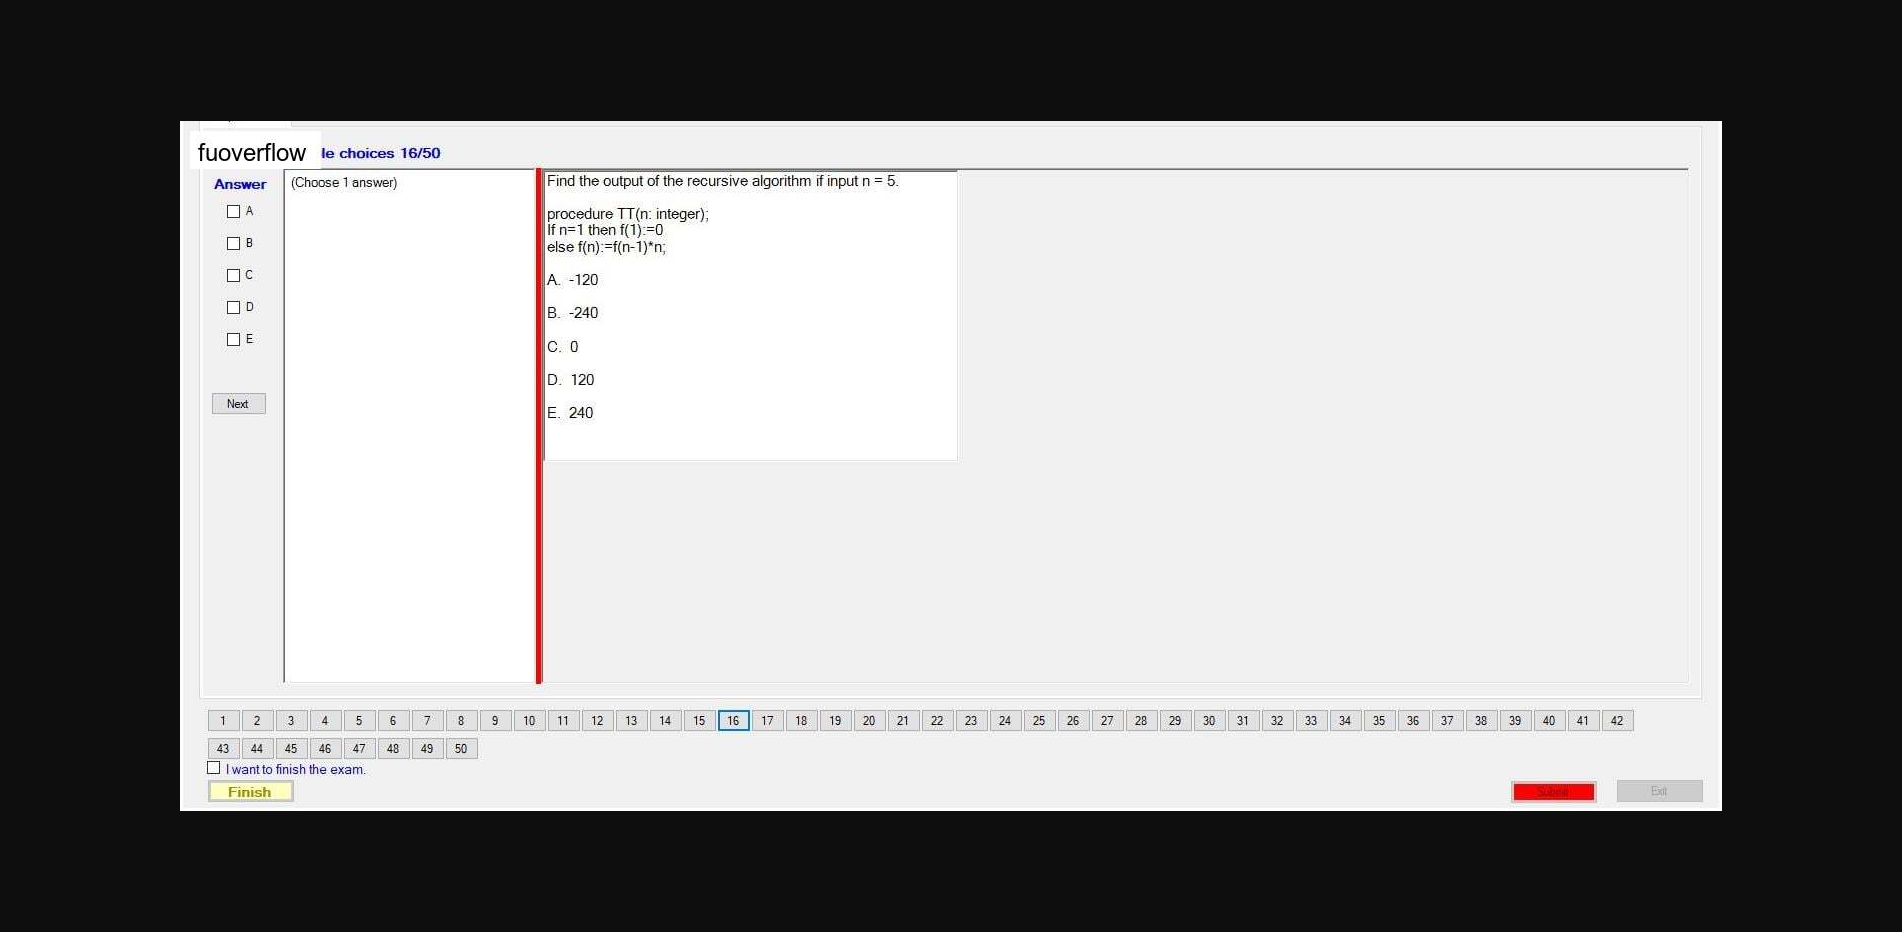 fuoverflow le choices 16/50
Answer
(Choose 1 answer)
A
B
C
D
E
Next
Find the output of the recursive algorithm if input n = 5.
procedure TT(n: integer);
If n=1 then f(1):=0
else f(n):=f(n-1)*n;
A. -120
B. -240
C. 0
D. 120
E. 240
1 2 3 4 5 6 7 8 9 10 11 12 13 14 15 16 17 18 19 20 21 22 23 24 25 26 27 28 29 30 31 32 33 34 35 36 37 38 39 40 41 42
43 44 45 46 47 48 49 50
I want to finish the exam.
Finish
Submit
Exit